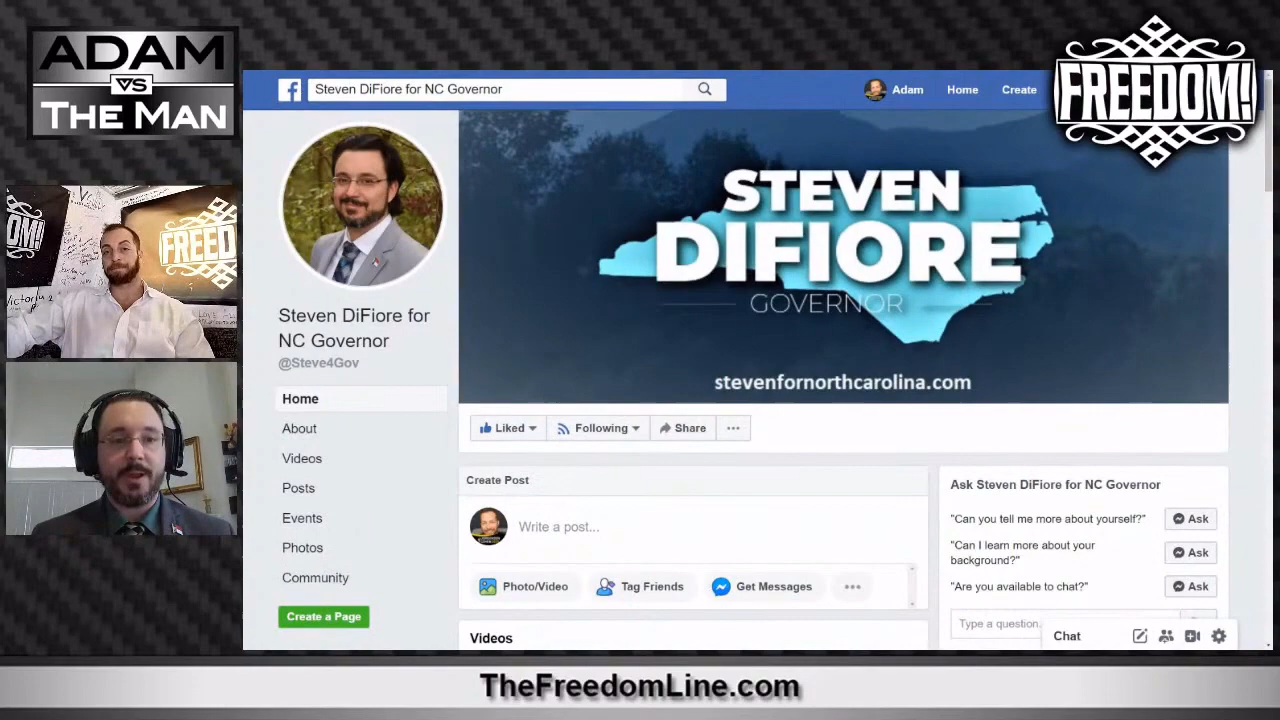 ADAM
VS
THE MAN
FREEDOM!
Steven DiFiore for NC Governor
Adam
Home
Create
STEVEN
DIFIORE
GOVERNOR
stevenfornorthcarolina.com
FREED
Steven DiFiore for
NC Governor
@Steve4Gov
Home
About
Videos
Posts
Events
Photos
Community
Create a Page
Liked
Following
Share
Create Post
Write a post...
Photo/Video
Tag Friends
Get Messages
Videos
Ask Steven DiFiore for NC Governor
"Can you tell me more about yourself?"
Ask
"Can I learn more about your
background?"
Ask
"Are you available to chat?"
Ask
Type a question.
Chat
TheFreedomLine.com